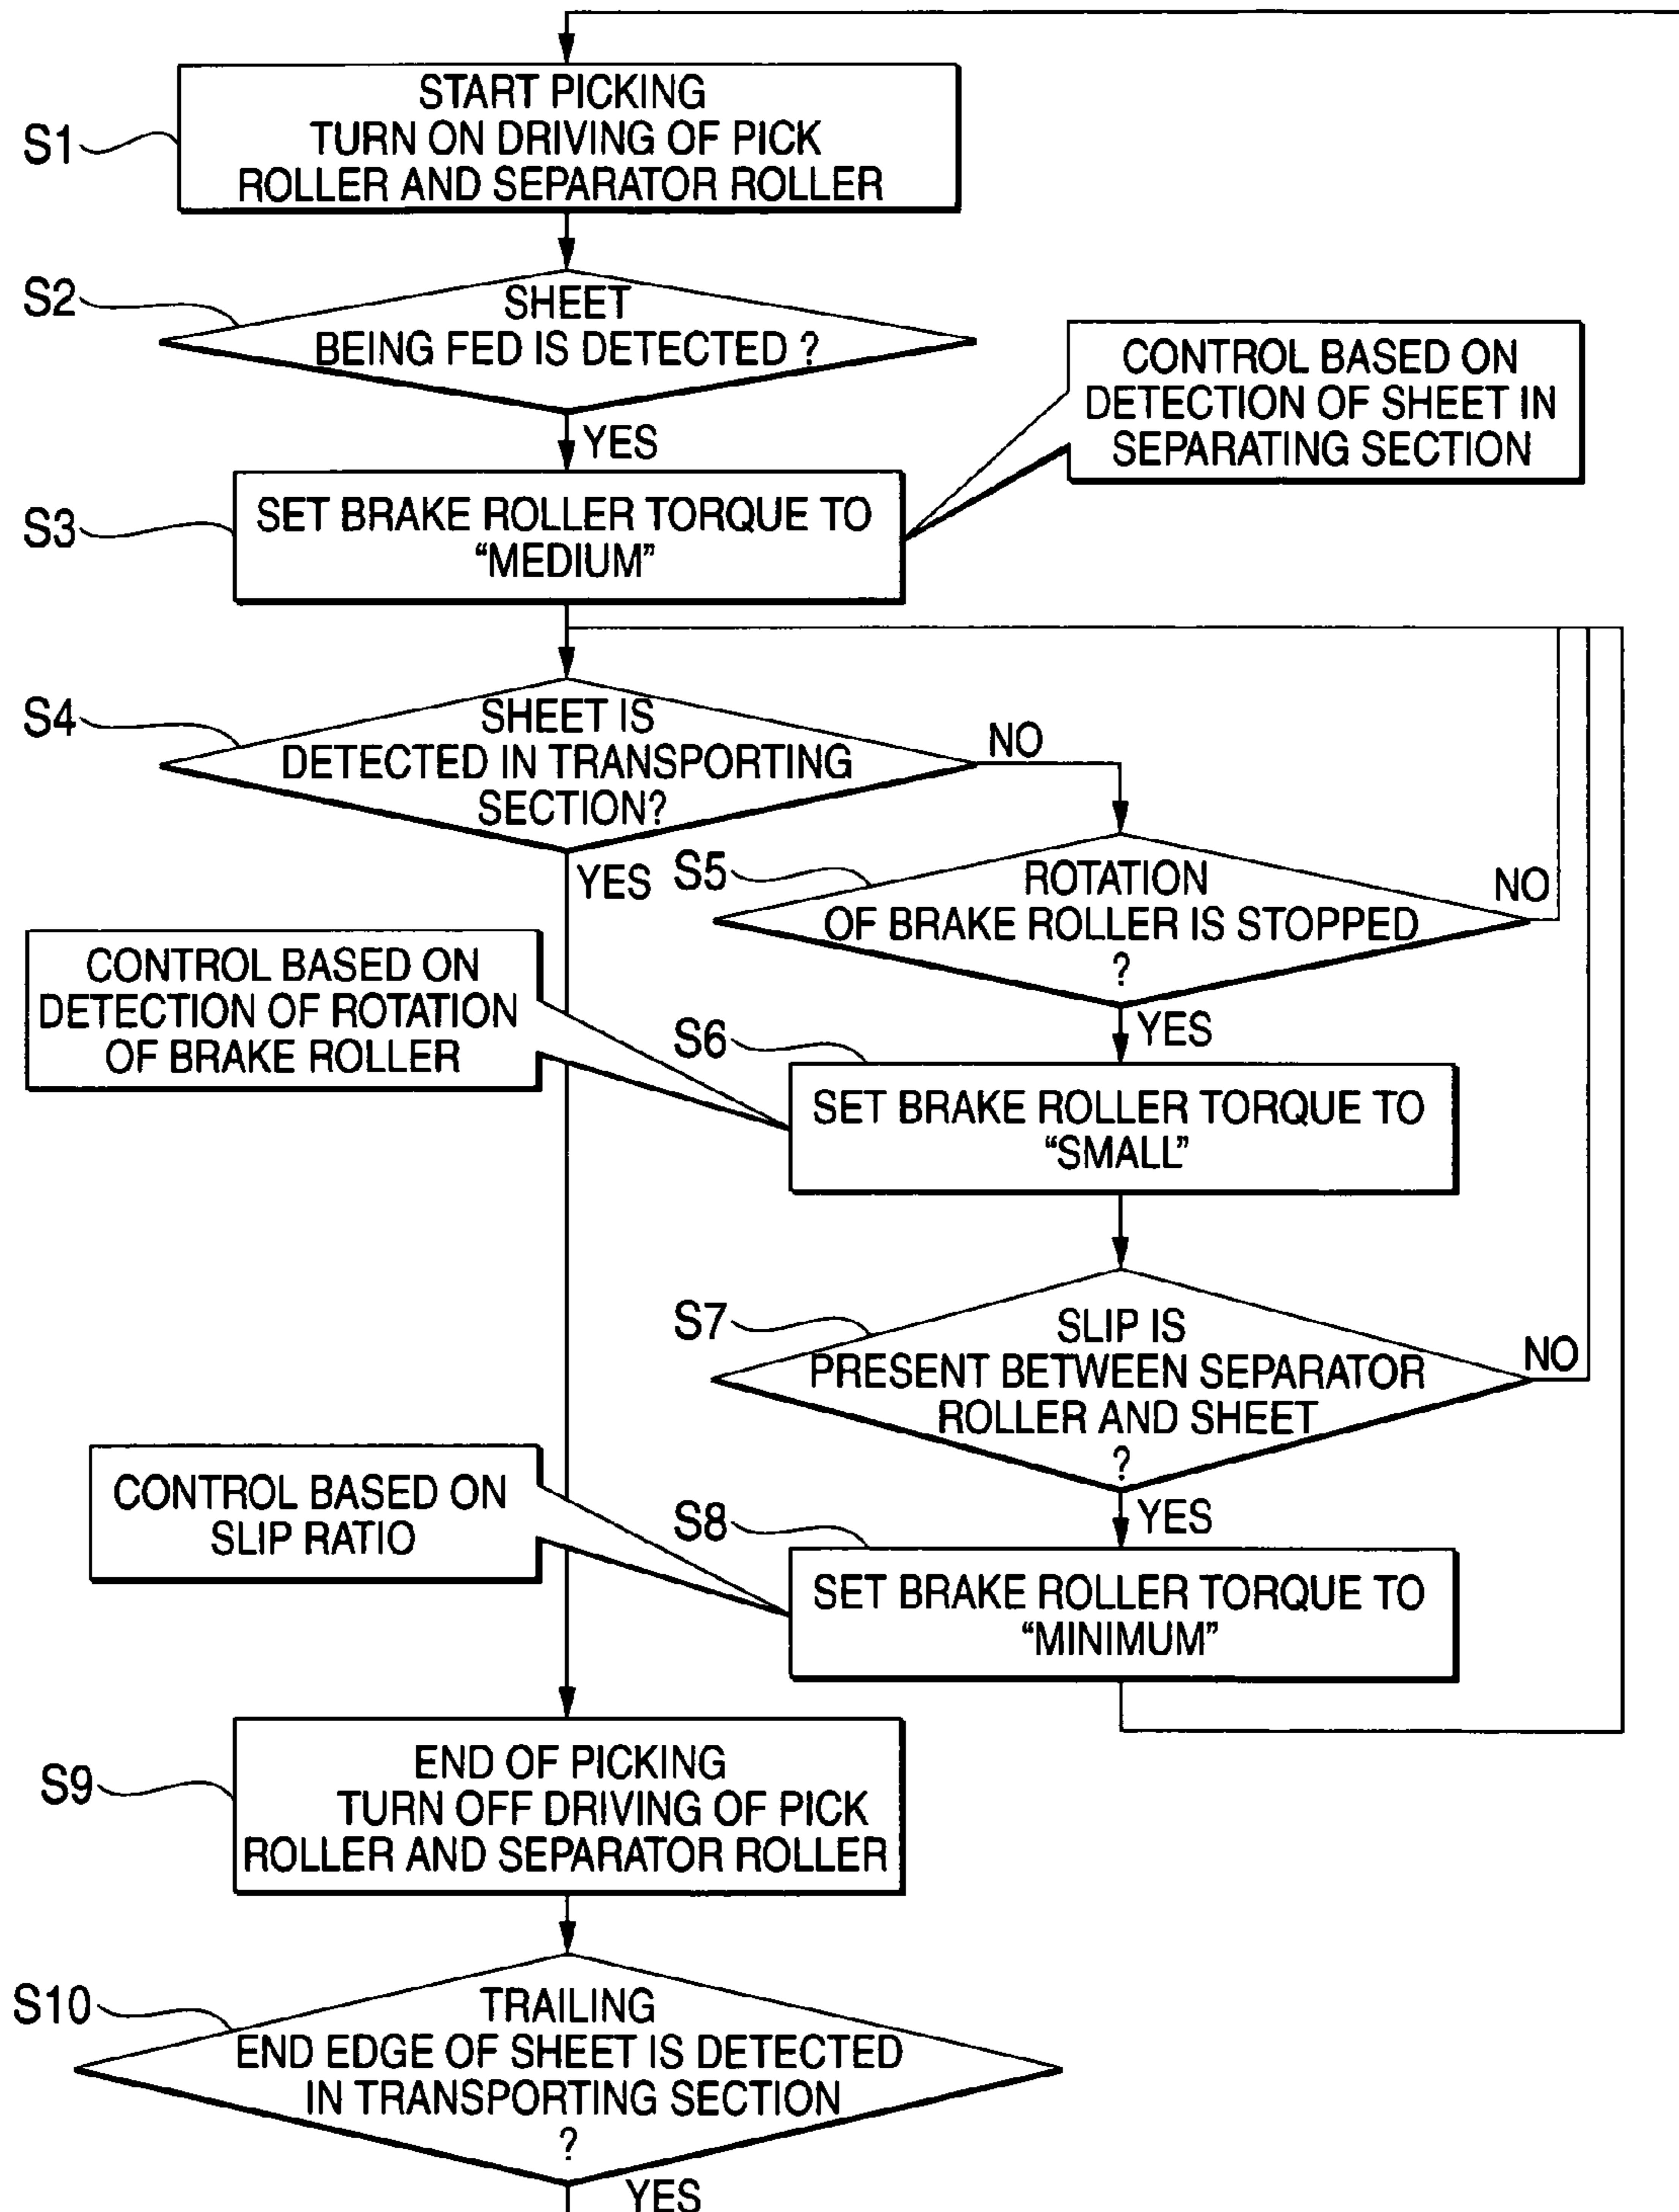 S1
START PICKING
TURN ON DRIVING OF PICK
ROLLER AND SEPARATOR ROLLER
S2
SHEET
BEING FED IS DETECTED ?
YES
CONTROL BASED ON
DETECTION OF SHEET IN
SEPARATING SECTION
S3
SET BRAKE ROLLER TORQUE TO
“MEDIUM”
S4
SHEET IS
DETECTED IN TRANSPORTING
SECTION?
NO
YES
S5
ROTATION
OF BRAKE ROLLER IS STOPPED
?
NO
YES
CONTROL BASED ON
DETECTION OF ROTATION
OF BRAKE ROLLER
S6
SET BRAKE ROLLER TORQUE TO
“SMALL”
S7
SLIP IS
PRESENT BETWEEN SEPARATOR
ROLLER AND SHEET
?
NO
YES
CONTROL BASED ON
SLIP RATIO
S8
SET BRAKE ROLLER TORQUE TO
“MINIMUM”
S9
END OF PICKING
TURN OFF DRIVING OF PICK
ROLLER AND SEPARATOR ROLLER
S10
TRAILING
END EDGE OF SHEET IS DETECTED
IN TRANSPORTING SECTION
?
YES